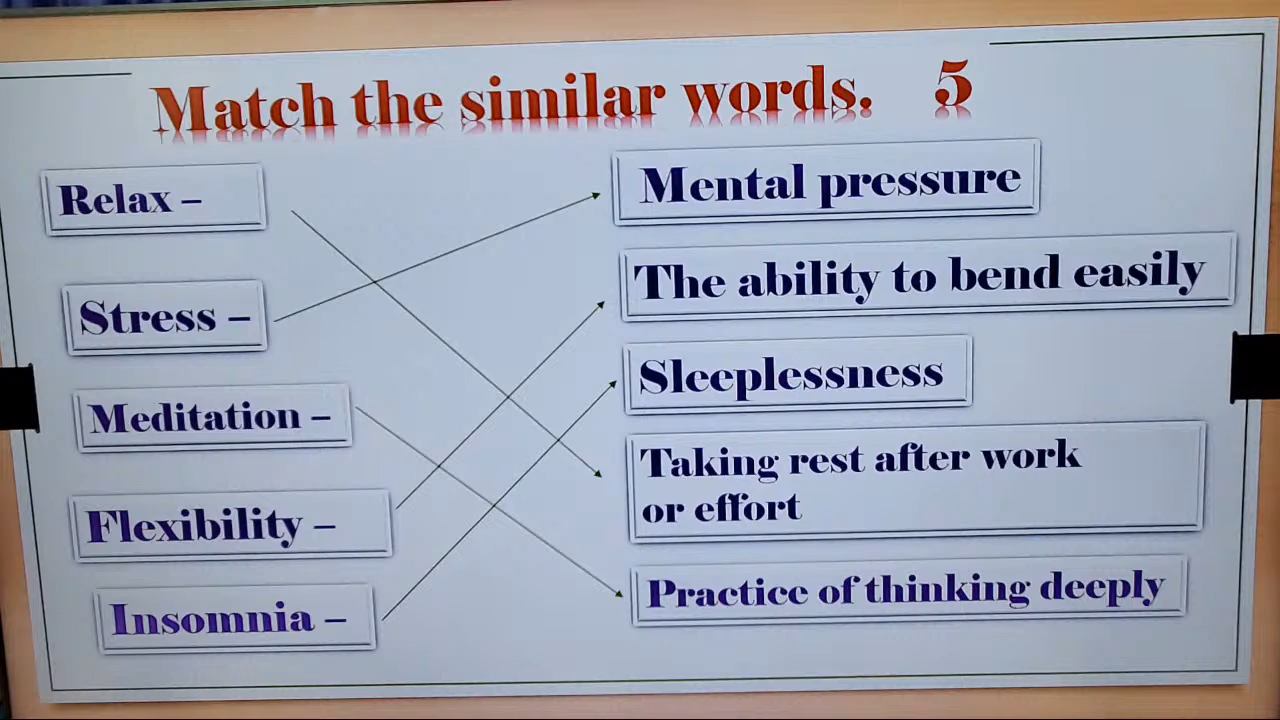 Match the similar words. 5
Relax –
Mental pressure
Stress –
The ability to bend easily
Meditation –
Sleeplessness
Flexibility –
Taking rest after work
or effort
Insomnia –
Practice of thinking deeply